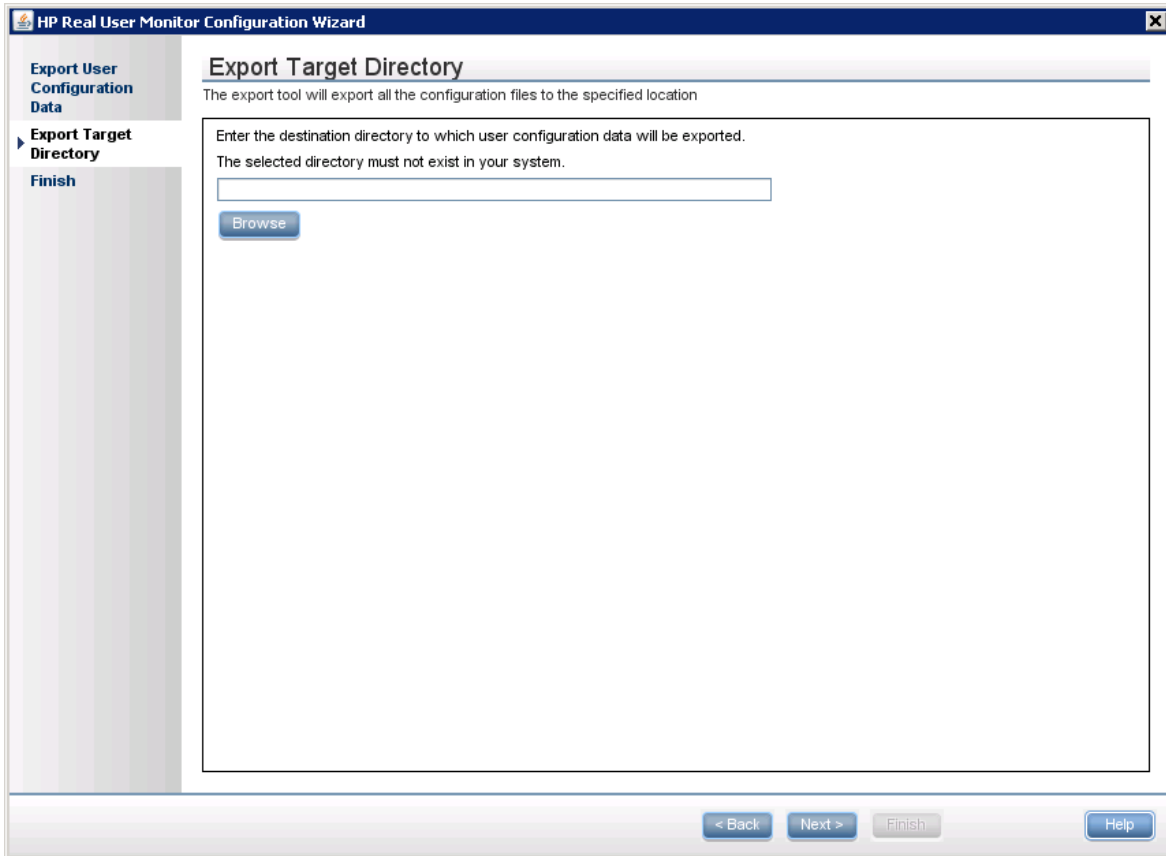 HP Real User Monitor Configuration Wizard
Export User
Configuration
Data
Export Target
Directory
Finish
Export Target Directory
The export tool will export all the configuration files to the specified location
Enter the destination directory to which user configuration data will be exported.
The selected directory must not exist in your system.
Browse
< Back
Next >
Finish
Help